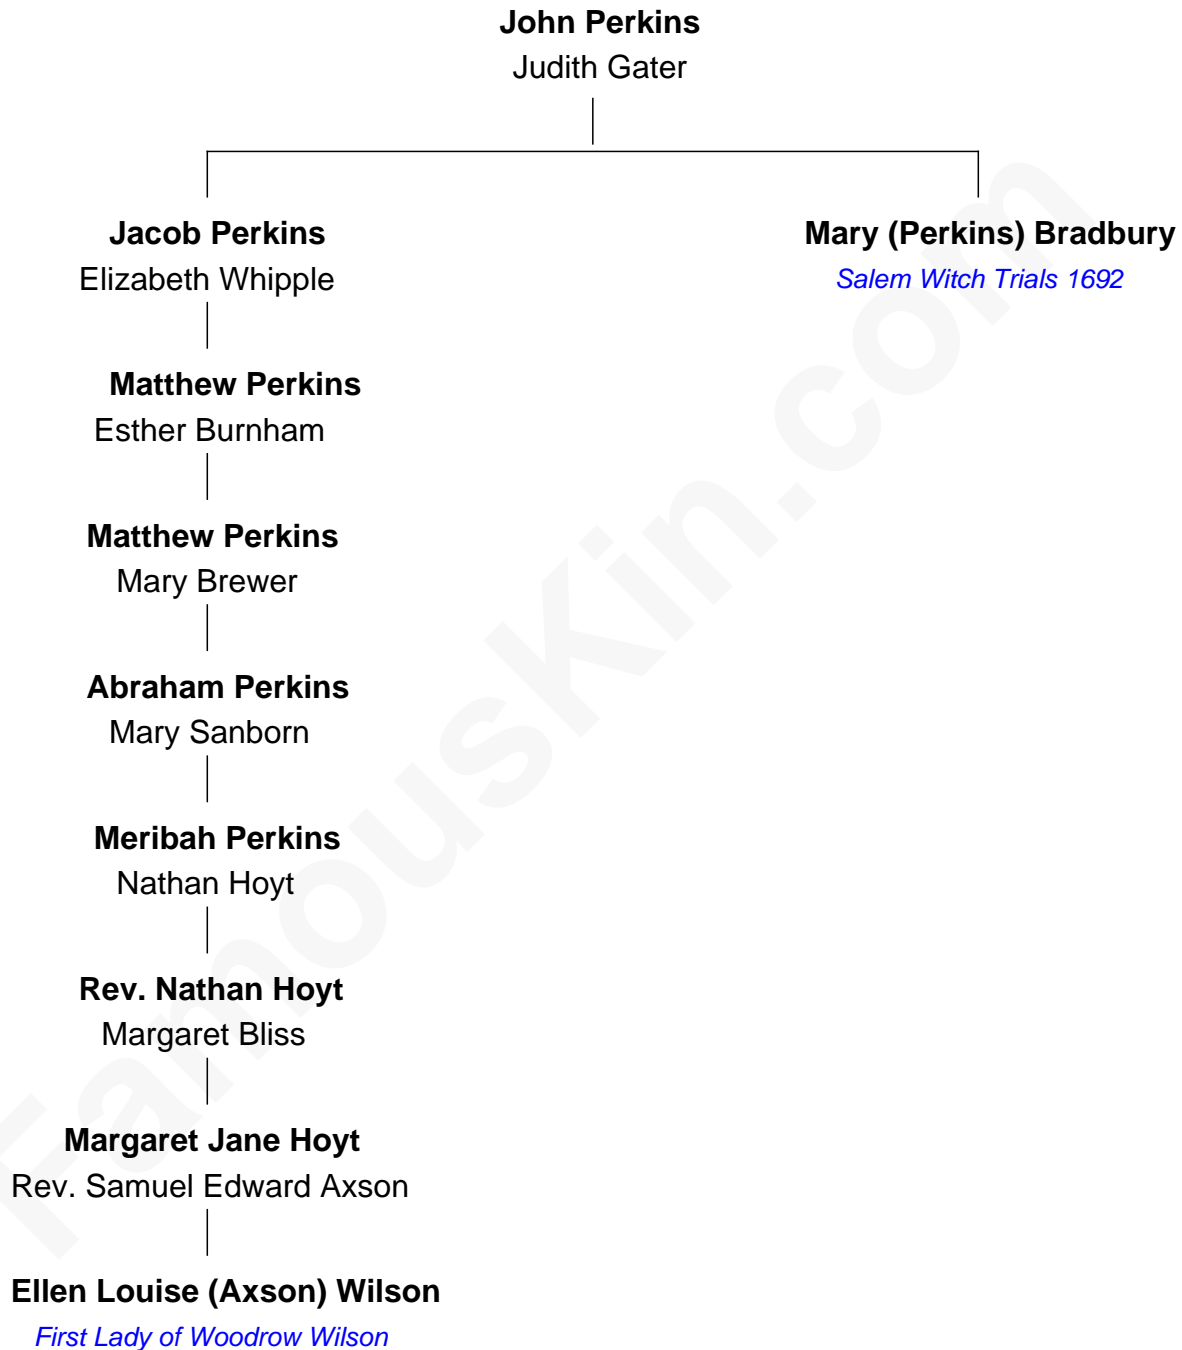 John Perkins
Judith Gater
Jacob Perkins
Elizabeth Whipple
Mary (Perkins) Bradbury
Salem Witch Trials 1692
Matthew Perkins
Esther Burnham
Matthew Perkins
Mary Brewer
Abraham Perkins
Mary Sanborn
Meribah Perkins
Nathan Hoyt
Rev. Nathan Hoyt
Margaret Bliss
Margaret Jane Hoyt
Rev. Samuel Edward Axson
Ellen Louise (Axson) Wilson
First Lady of Woodrow Wilson
FamousKin.com